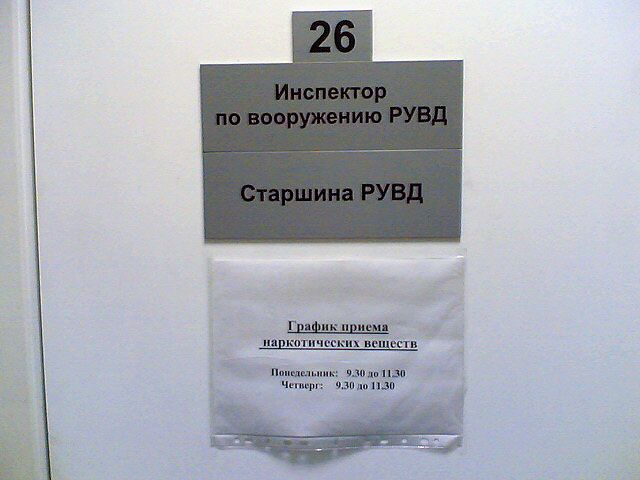 26
Инспектор
по вооружению РУВД
Старшина РУВД
График приема
наркотических веществ
Понедельник: 9.30 до 11.30
Четверг: 9.30 до 11.30